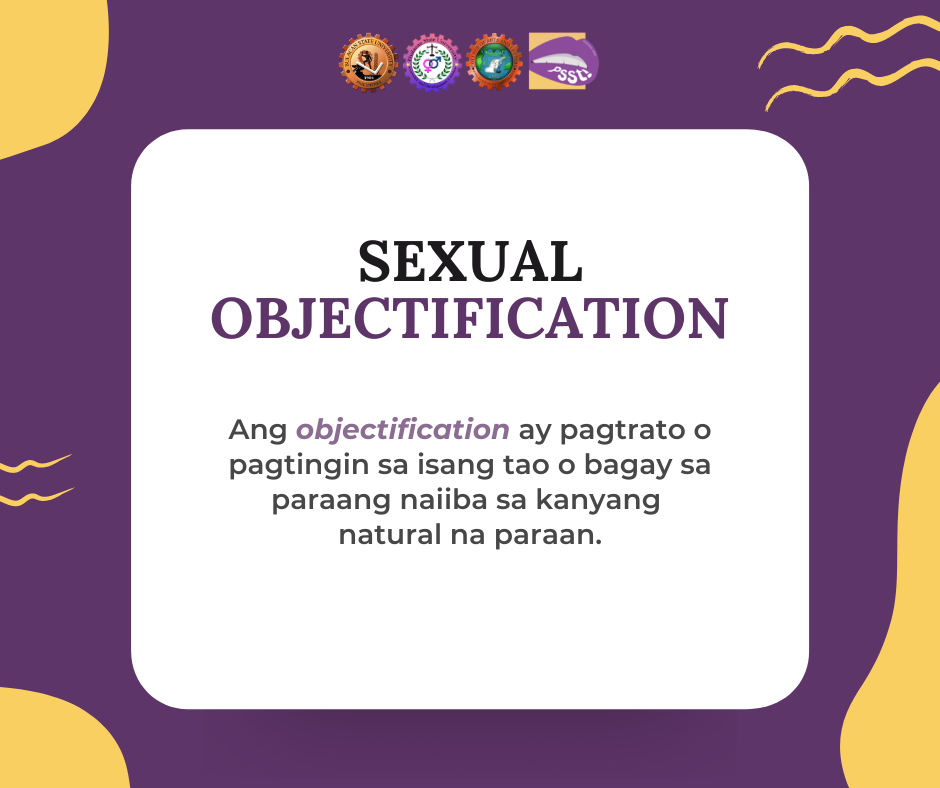 PSST!
SEXUAL
OBJECTIFICATION
Ang objectification ay pagtrato o
pagtingin sa isang tao o bagay sa
paraang naiiba sa kanyang
natural na paraan.